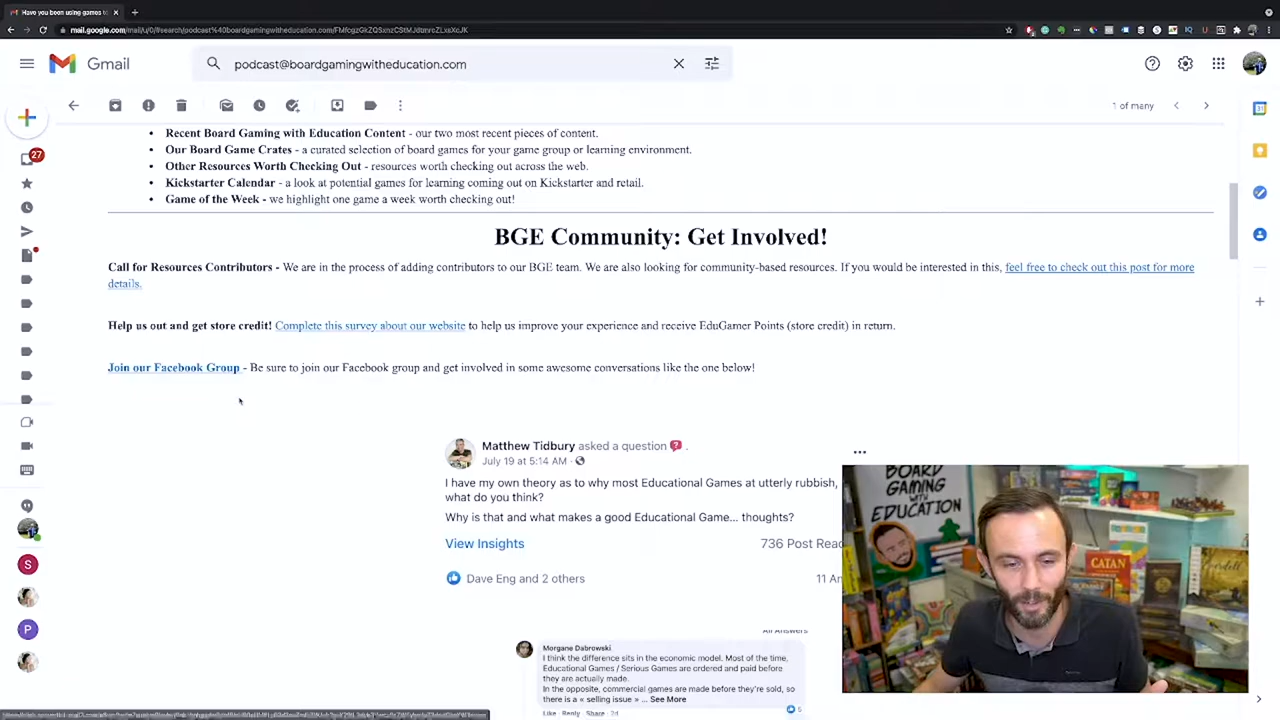 Have you been using games to
mail.google.com/mail/u/0/#search/podcast%40boardgamingwitheducation.com/
Gmail
podcast@boardgamingwitheducation.com
1 of many
27
Recent Board Gaming with Education Content - our two most recent pieces of content.
Our Board Game Crates - a curated selection of board games for your game group or learning environment.
Other Resources Worth Checking Out - resources worth checking out across the web.
Kickstarter Calendar - a look at potential games for learning coming out on Kickstarter and retail.
Game of the Week - we highlight one game a week worth checking out!
BGE Community: Get Involved!
Call for Resources Contributors - We are in the process of adding contributors to our BGE team. We are also looking for community-based resources. If you would be interested in this, feel free to check out this post for more
details.
Help us out and get store credit! Complete this survey about our website to help us improve your experience and receive EduGamer Points (store credit) in return.
Join our Facebook Group - Be sure to join our Facebook group and get involved in some awesome conversations like the one below!
Matthew Tidbury asked a question
July 19 at 5:14 AM
I have my own theory as to why most Educational Games at utterly rubbish,
what do you think?
Why is that and what makes a good Educational Game... thoughts?
View Insights
736 Post Reac
Dave Eng and 2 others
11 An
All Answers
Morgane Dabrowski
I think the difference sits in the economic model. Most of the time,
Educational Games / Serious Games are ordered and paid before
they are actually made.
In the opposite, commercial games are made before they're sold, so
there is a « selling issue » ... See More
Like · Reply · Share · 2d
5
S
P
BOARD
GAMING
WITH
EDUCATION
CATAN